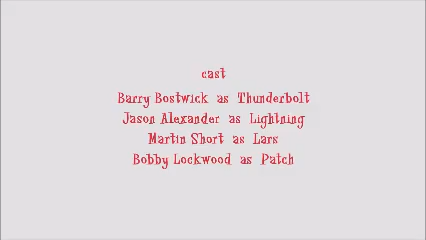 cast
Barry Bostwick as Thunderbolt
Jason Alexander as Lightning
Martin Short as Lars
Bobby Lockwood as Patch